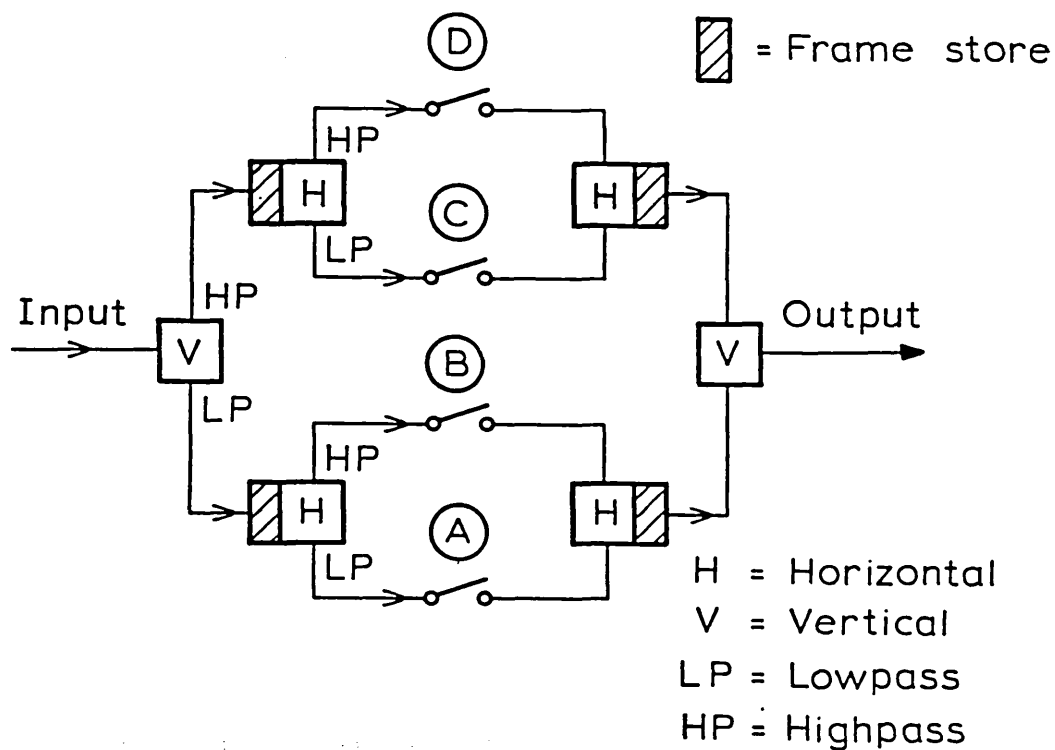 D
= Frame store
HP
H
H
C
LP
HP
Input
V
Output
V
B
LP
HP
H
H
A
LP
H = Horizontal
V = Vertical
LP = Lowpass
HP = Highpass